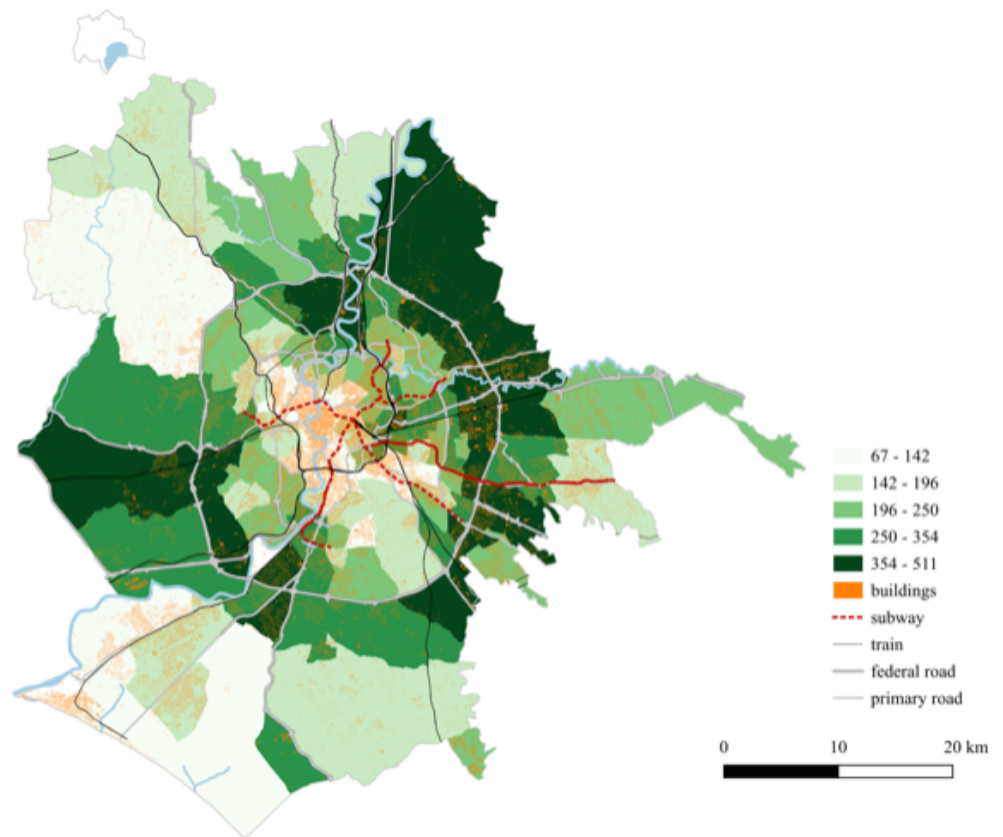 67 - 142
142 - 196
196 - 250
250 - 354
354 - 511
buildings
subway
train
federal road
primary road
0 10 20 km